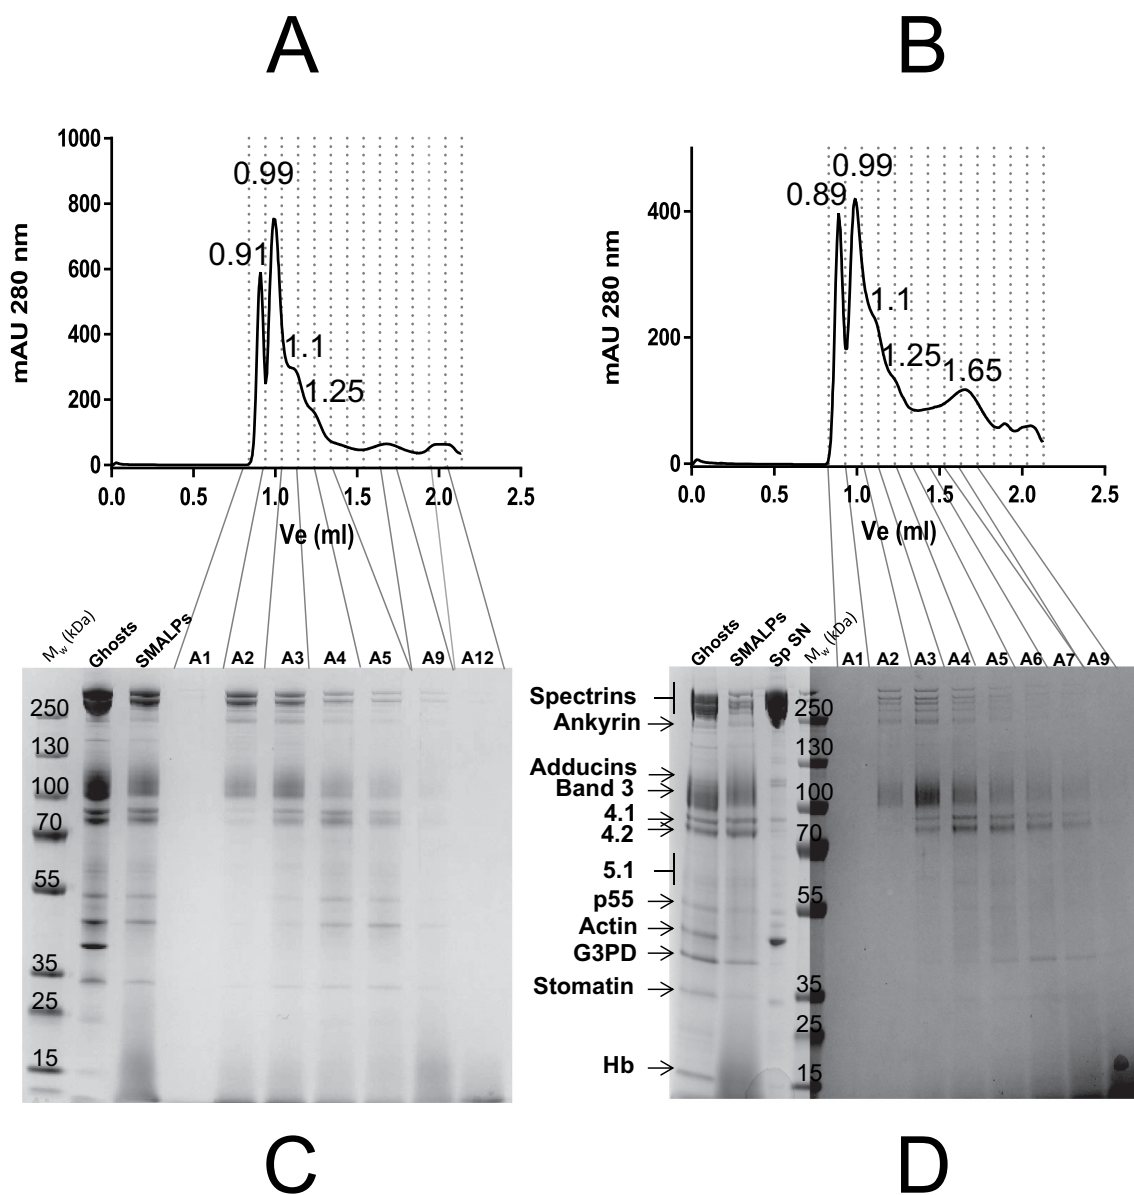 A
B
1000
800
600
400
200
0
mAU 280 nm
0.99
0.91
1.1
1.25
0.0
0.5
1.0
1.5
2.0
2.5
Ve (ml)
400
200
0
mAU 280 nm
0.99
0.89
1.1
1.25
1.65
0.0
0.5
1.0
1.5
2.0
2.5
Ve (ml)
Mw (kDa)
Ghosts
SMALPs
A1
A2
A3
A4
A5
A9
A12
250
130
100
70
55
35
25
15
Ghosts
SMALPs
Sp SN
Mw (kDa)
A1
A2
A3
A4
A5
A6
A7
A9
Spectrins
Ankyrin
Adducins
Band 3
4.1
4.2
5.1
p55
Actin
G3PD
Stomatin
Hb
250
130
100
70
55
35
25
15
C
D